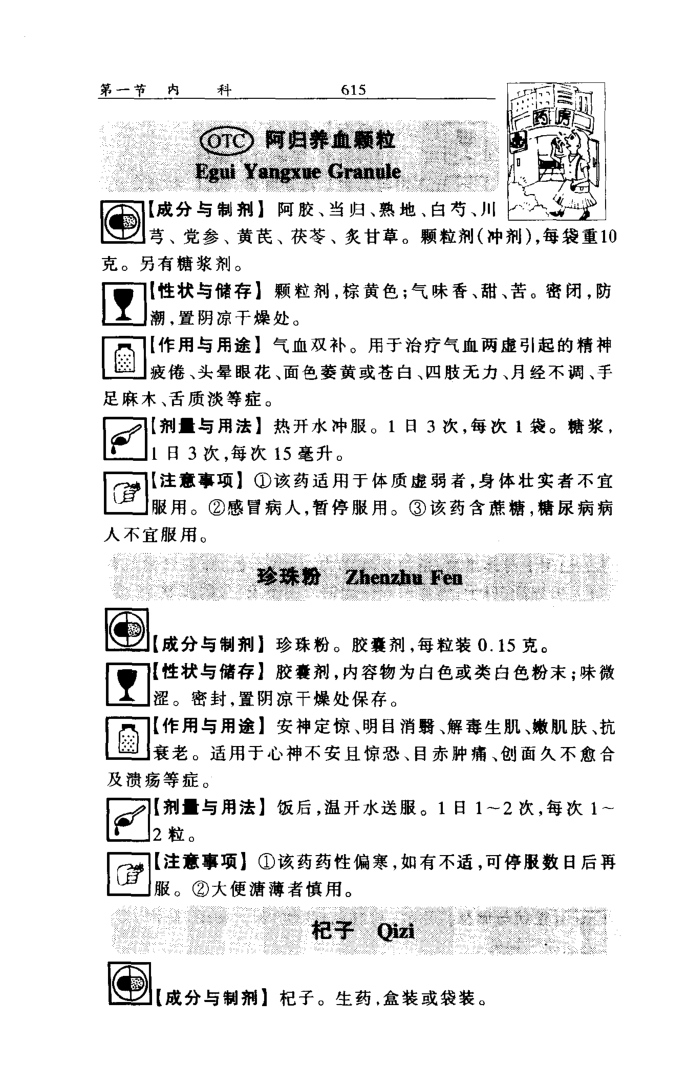 第一节 内 科 615
药房
OTC 阿归养血颗粒
Egui Yangxue Granule
【成分与制剂】阿胶、当归、熟地、白芍、川
芎、党参、黄芪、茯苓、炙甘草。颗粒剂(冲剂),每袋重10
克。另有糖浆剂。
【性状与储存】颗粒剂,棕黄色;气味香、甜、苦。密闭,防
潮,置阴凉干燥处。
【作用与用途】气血双补。用于治疗气血两虚引起的精神
疲倦、头晕眼花、面色萎黄或苍白、四肢无力、月经不调、手
足麻木、舌质淡等症。
【剂量与用法】热开水冲服。1日3次,每次1袋。糖浆,
1日3次,每次15毫升。
【注意事项】①该药适用于体质虚弱者,身体壮实者不宜
服用。②感冒病人,暂停服用。③该药含蔗糖,糖尿病病
人不宜服用。
珍珠粉 Zhenzhu Fen
【成分与制剂】珍珠粉。胶囊剂,每粒装0.15克。
【性状与储存】胶囊剂,内容物为白色或类白色粉末;味微
涩。密封,置阴凉干燥处保存。
【作用与用途】安神定惊、明目消翳、解毒生肌、嫩肌肤、抗
衰老。适用于心神不安且惊恐、目赤肿痛、创面久不愈合
及溃疡等症。
【剂量与用法】饭后,温开水送服。1日1~2次,每次1~
2粒。
【注意事项】①该药药性偏寒,如有不适,可停服数日后再
服。②大便溏薄者慎用。
杞子 Qizi
【成分与制剂】杞子。生药,盒装或袋装。